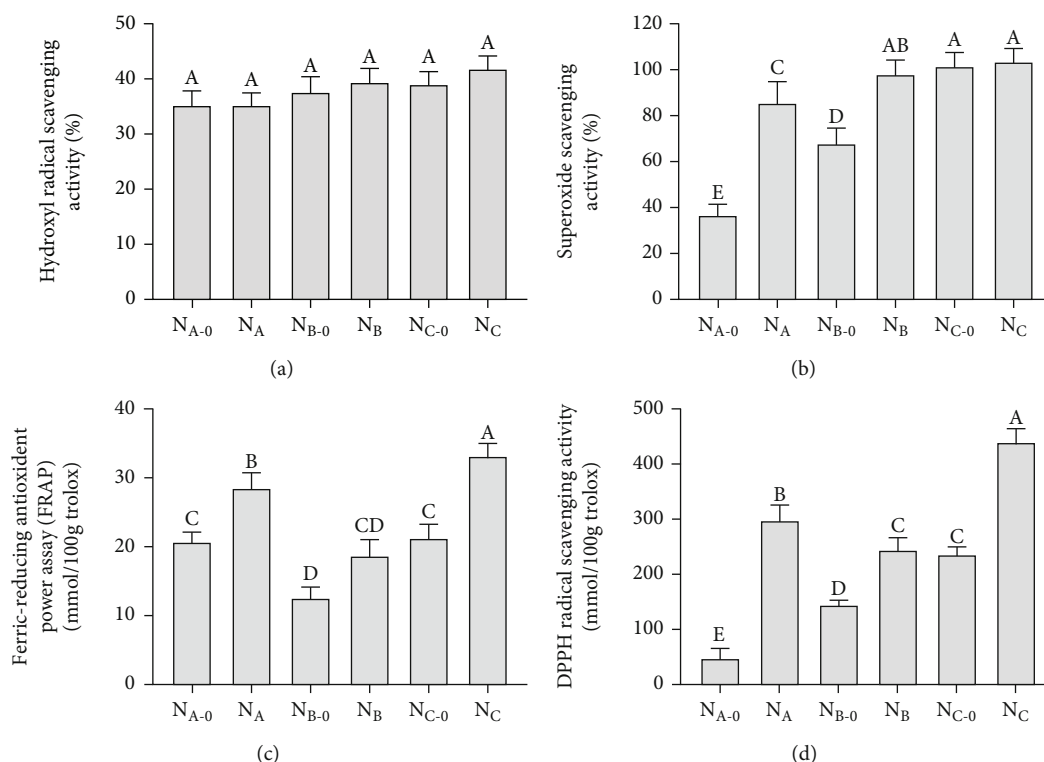 Hydroxyl radical scavenging
activity (%)
50
40
30
20
10
0
A
A
A
A
A
A
N_A-0 N_A N_B-0 N_B N_C-0 N_C
(a)
Superoxide scavenging
activity (%)
120
100
80
60
40
20
0
E
C
D
AB
A
A
N_A-0 N_A N_B-0 N_B N_C-0 N_C
(b)
Ferric-reducing antioxident
power assay (FRAP)
(mmol/100g trolox)
40
30
20
10
0
C
B
D
CD
C
A
N_A-0 N_A N_B-0 N_B N_C-0 N_C
(c)
DPPH radical scavenging activity
(mmol/100g trolox)
500
300
300
200
100
0
E
B
D
C
C
A
N_A-0 N_A N_B-0 N_B N_C-0 N_C
(d)